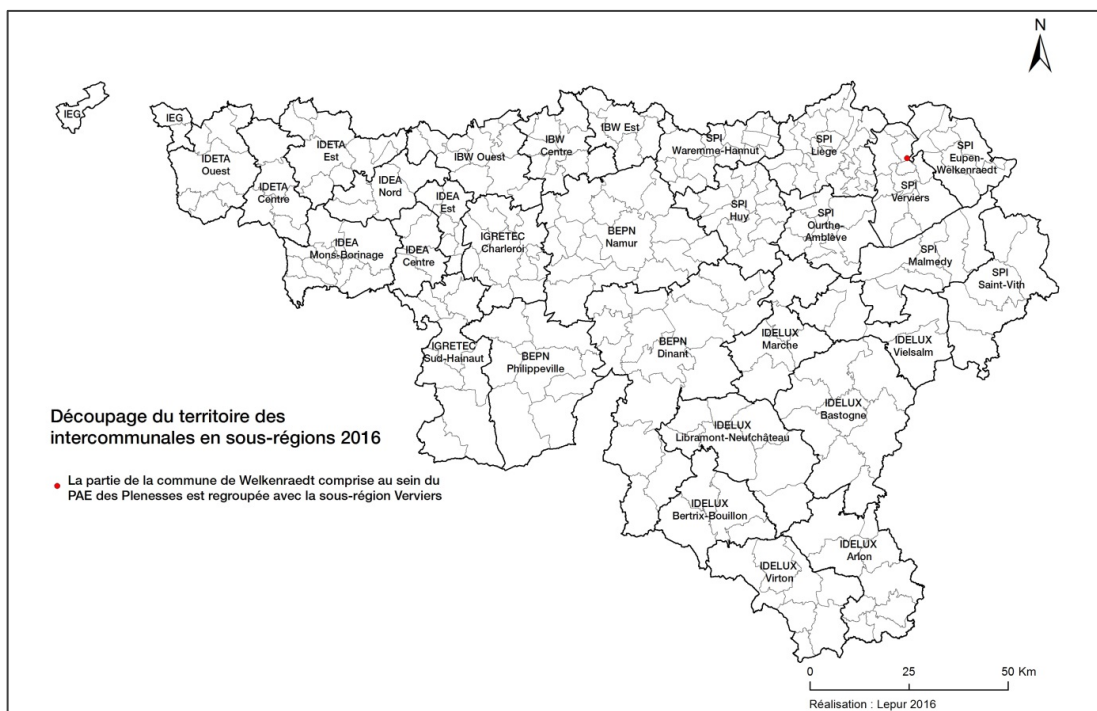 N
IEG
IEG
IDETA
Ouest
IDETA
Est
IDETA
Centre
IDEA
Nord
IDEA
Est
IDEA
Mons-Borinage
IDEA
Centre
IBW Ouest
IBW
Centre
IBW Est
IGRETEC
Charleroi
BEPN
Namur
SPI
Waremme-Hannut
SPI
Liège
SPI
Eupen-
Welkenraedt
SPI
Verviers
SPI
Huy
SPI
Ourthe-
Amblève
SPI
Malmedy
SPI
Saint-Vith
IGRETEC
Sud-Hainaut
BEPN
Philippeville
BEPN
Dinant
IDELUX
Marche
IDELUX
Vielsalm
IDELUX
Bastogne
IDELUX
Libramont-Neufchâteau
IDELUX
Bertrix-Bouillon
IDELUX
Arlon
IDELUX
Virton
Découpage du territoire des
intercommunales en sous-régions 2016
La partie de la commune de Welkenraedt comprise au sein du
PAE des Plenesses est regroupée avec la sous-région Verviers
0 25 50 Km
Réalisation : Lepur 2016